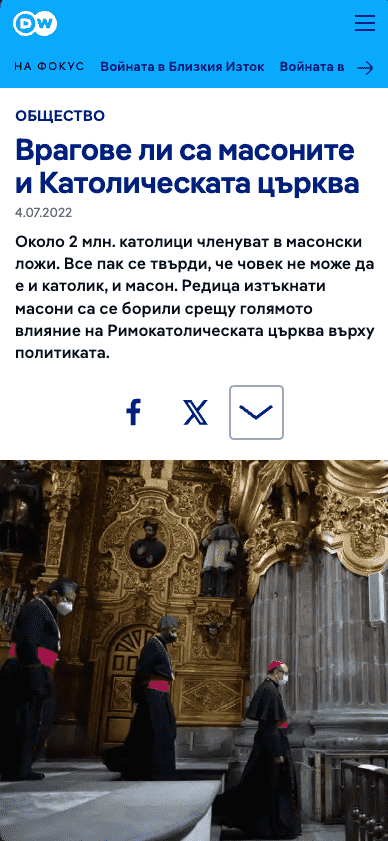 DW
НА ФОКУС Войната в Близкия Изток Войната в
ОБЩЕСТВО
Врагове ли са масоните
и Католическата църква
4.07.2022
Около 2 млн. католици членуват в масонски
ложи. Все пак се твърди, че човек не може да
е и католик, и масон. Редица изтъкнати
масони са се борили срещу голямото
влияние на Римокатолическата църква върху
политиката.